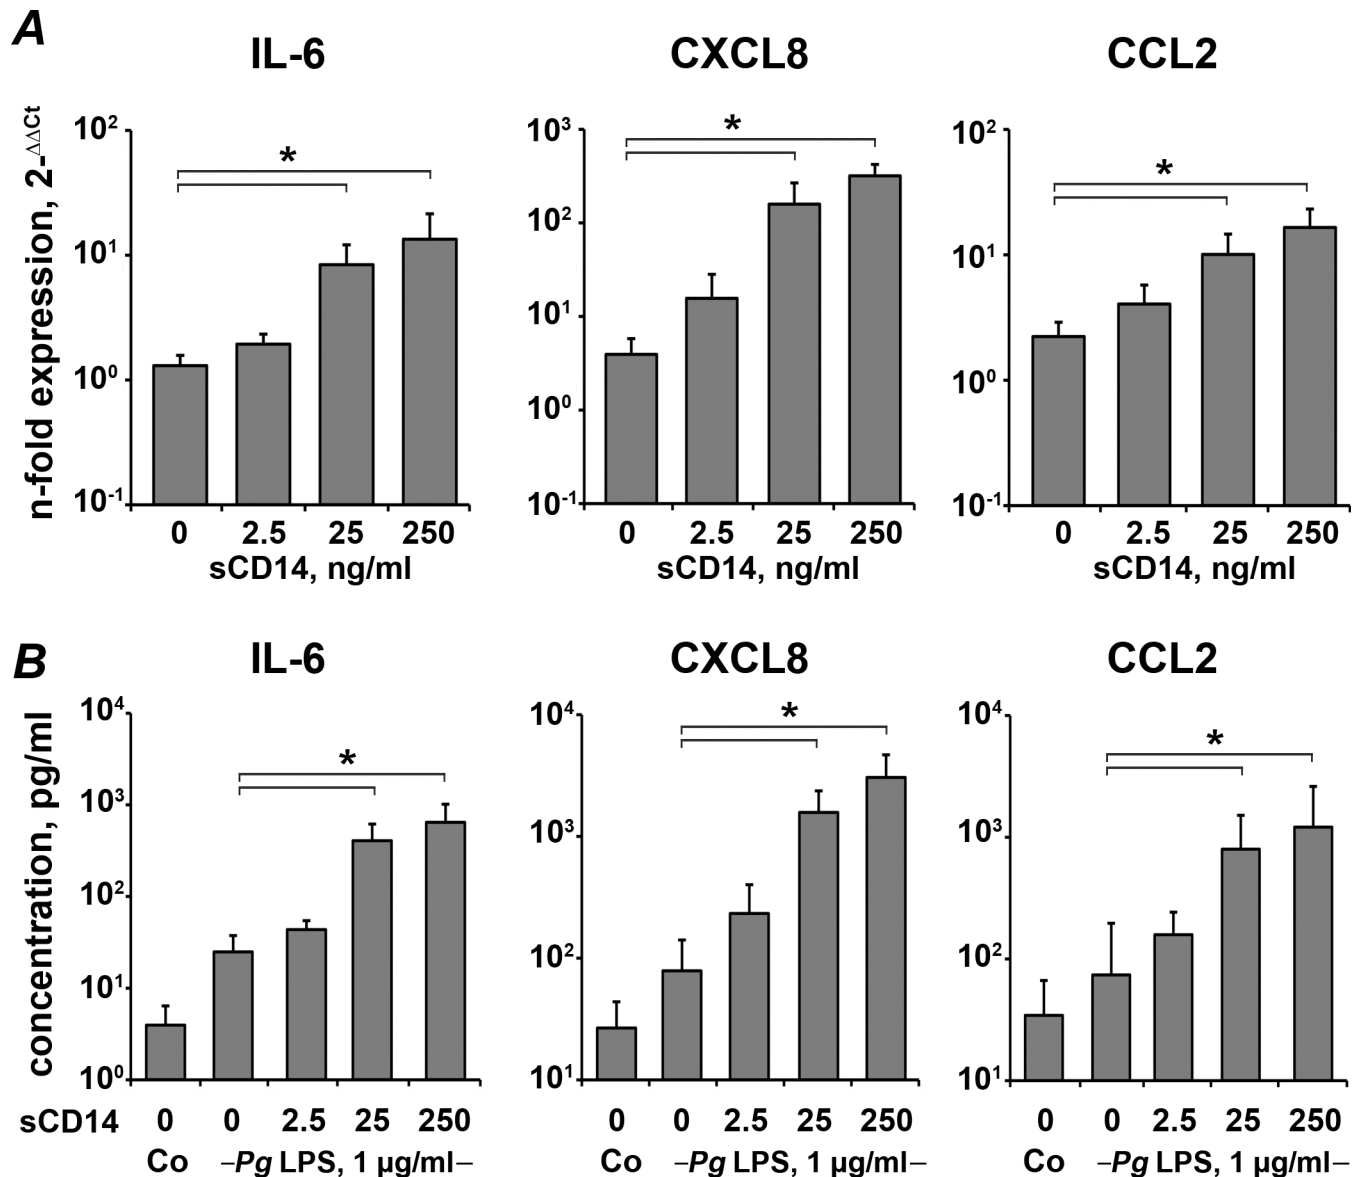 A
IL-6 CXCL8 CCL2
n-fold expression, 2-ΔΔCt
10² 10³ 10²
* * *
10¹ 10² 10¹
10⁰ 10¹ 10⁰
10⁻¹ 10⁰ 10⁻¹
10⁻¹
0 2.5 25 250 0 2.5 25 250 0 2.5 25 250
sCD14, ng/ml sCD14, ng/ml sCD14, ng/ml
B
IL-6 CXCL8 CCL2
concentration, pg/ml
10⁴ 10⁴ 10⁴
* * *
10³ 10³ 10³
10² 10² 10²
10¹ 10¹ 10¹
10⁰
sCD14 0 0 2.5 25 250 0 0 2.5 25 250 0 0 2.5 25 250
Co –Pg LPS, 1 µg/ml– Co –Pg LPS, 1 µg/ml– Co –Pg LPS, 1 µg/ml–